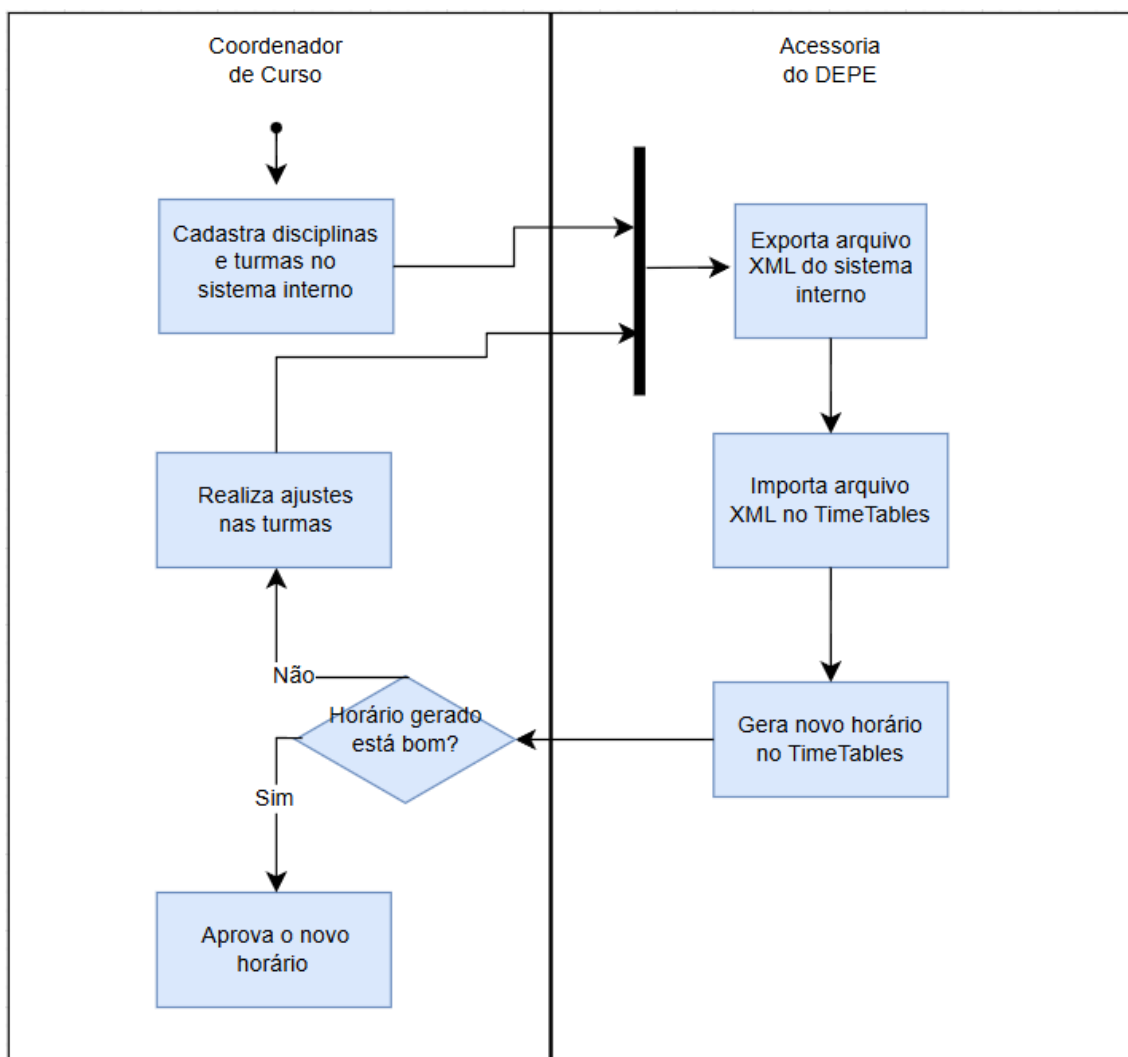 Coordenador
de Curso
Acessoria
do DEPE
Cadastra disciplinas
e turmas no
sistema interno
Exporta arquivo
XML do sistema
interno
Realiza ajustes
nas turmas
Importa arquivo
XML no TimeTables
Não
Horário gerado
está bom?
Gera novo horário
no TimeTables
Sim
Aprova o novo
horário